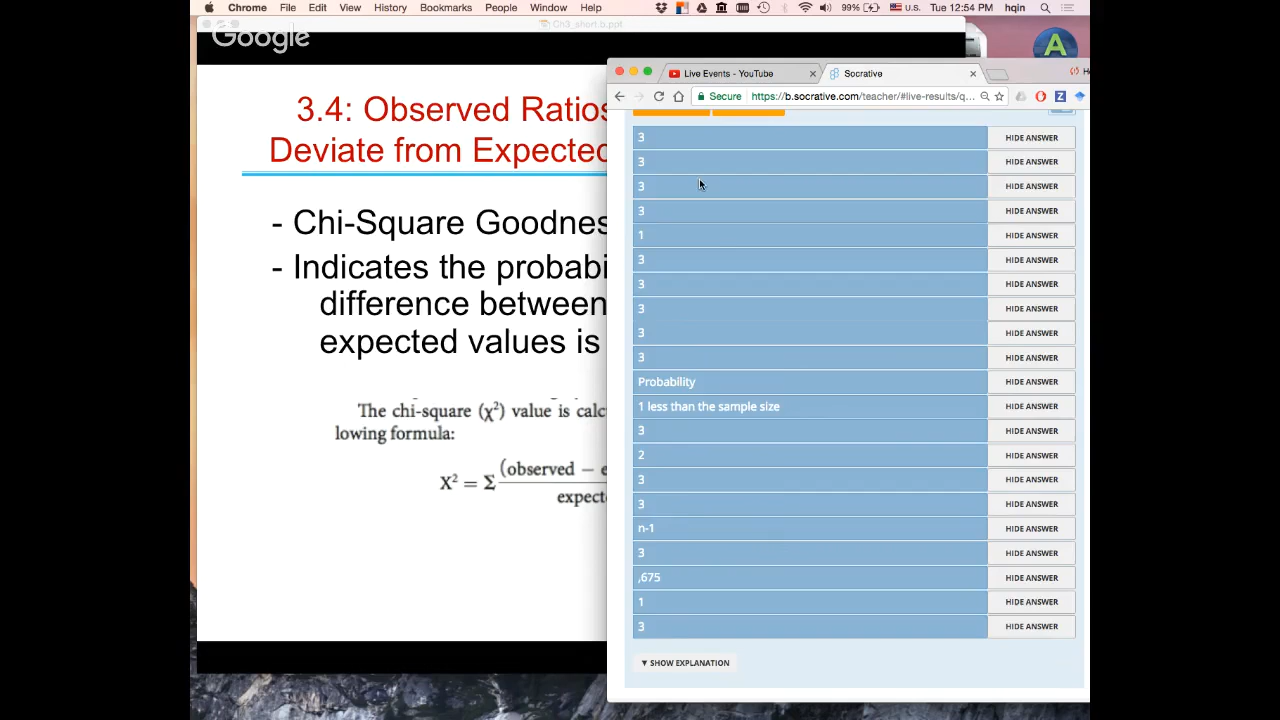 Chrome File Edit View History Bookmarks People Window Help 99% U.S. Tue 12:54 PM hqin
Ch3_short.b.ppt
Google
3.4: Observed Ratios
Deviate from Expected
- Chi-Square Goodnes
- Indicates the probabi
difference between
expected values is
The chi-square (χ²) value is calc
lowing formula:
X² = Σ (observed − e
expect
Live Events - YouTube
Socrative
Secure https://b.socrative.com/teacher/#live-results/q...
3 HIDE ANSWER
3 HIDE ANSWER
3 HIDE ANSWER
3 HIDE ANSWER
1 HIDE ANSWER
3 HIDE ANSWER
3 HIDE ANSWER
3 HIDE ANSWER
3 HIDE ANSWER
3 HIDE ANSWER
Probability HIDE ANSWER
1 less than the sample size HIDE ANSWER
3 HIDE ANSWER
2 HIDE ANSWER
3 HIDE ANSWER
3 HIDE ANSWER
n-1 HIDE ANSWER
3 HIDE ANSWER
,675 HIDE ANSWER
1 HIDE ANSWER
3 HIDE ANSWER
▼ SHOW EXPLANATION